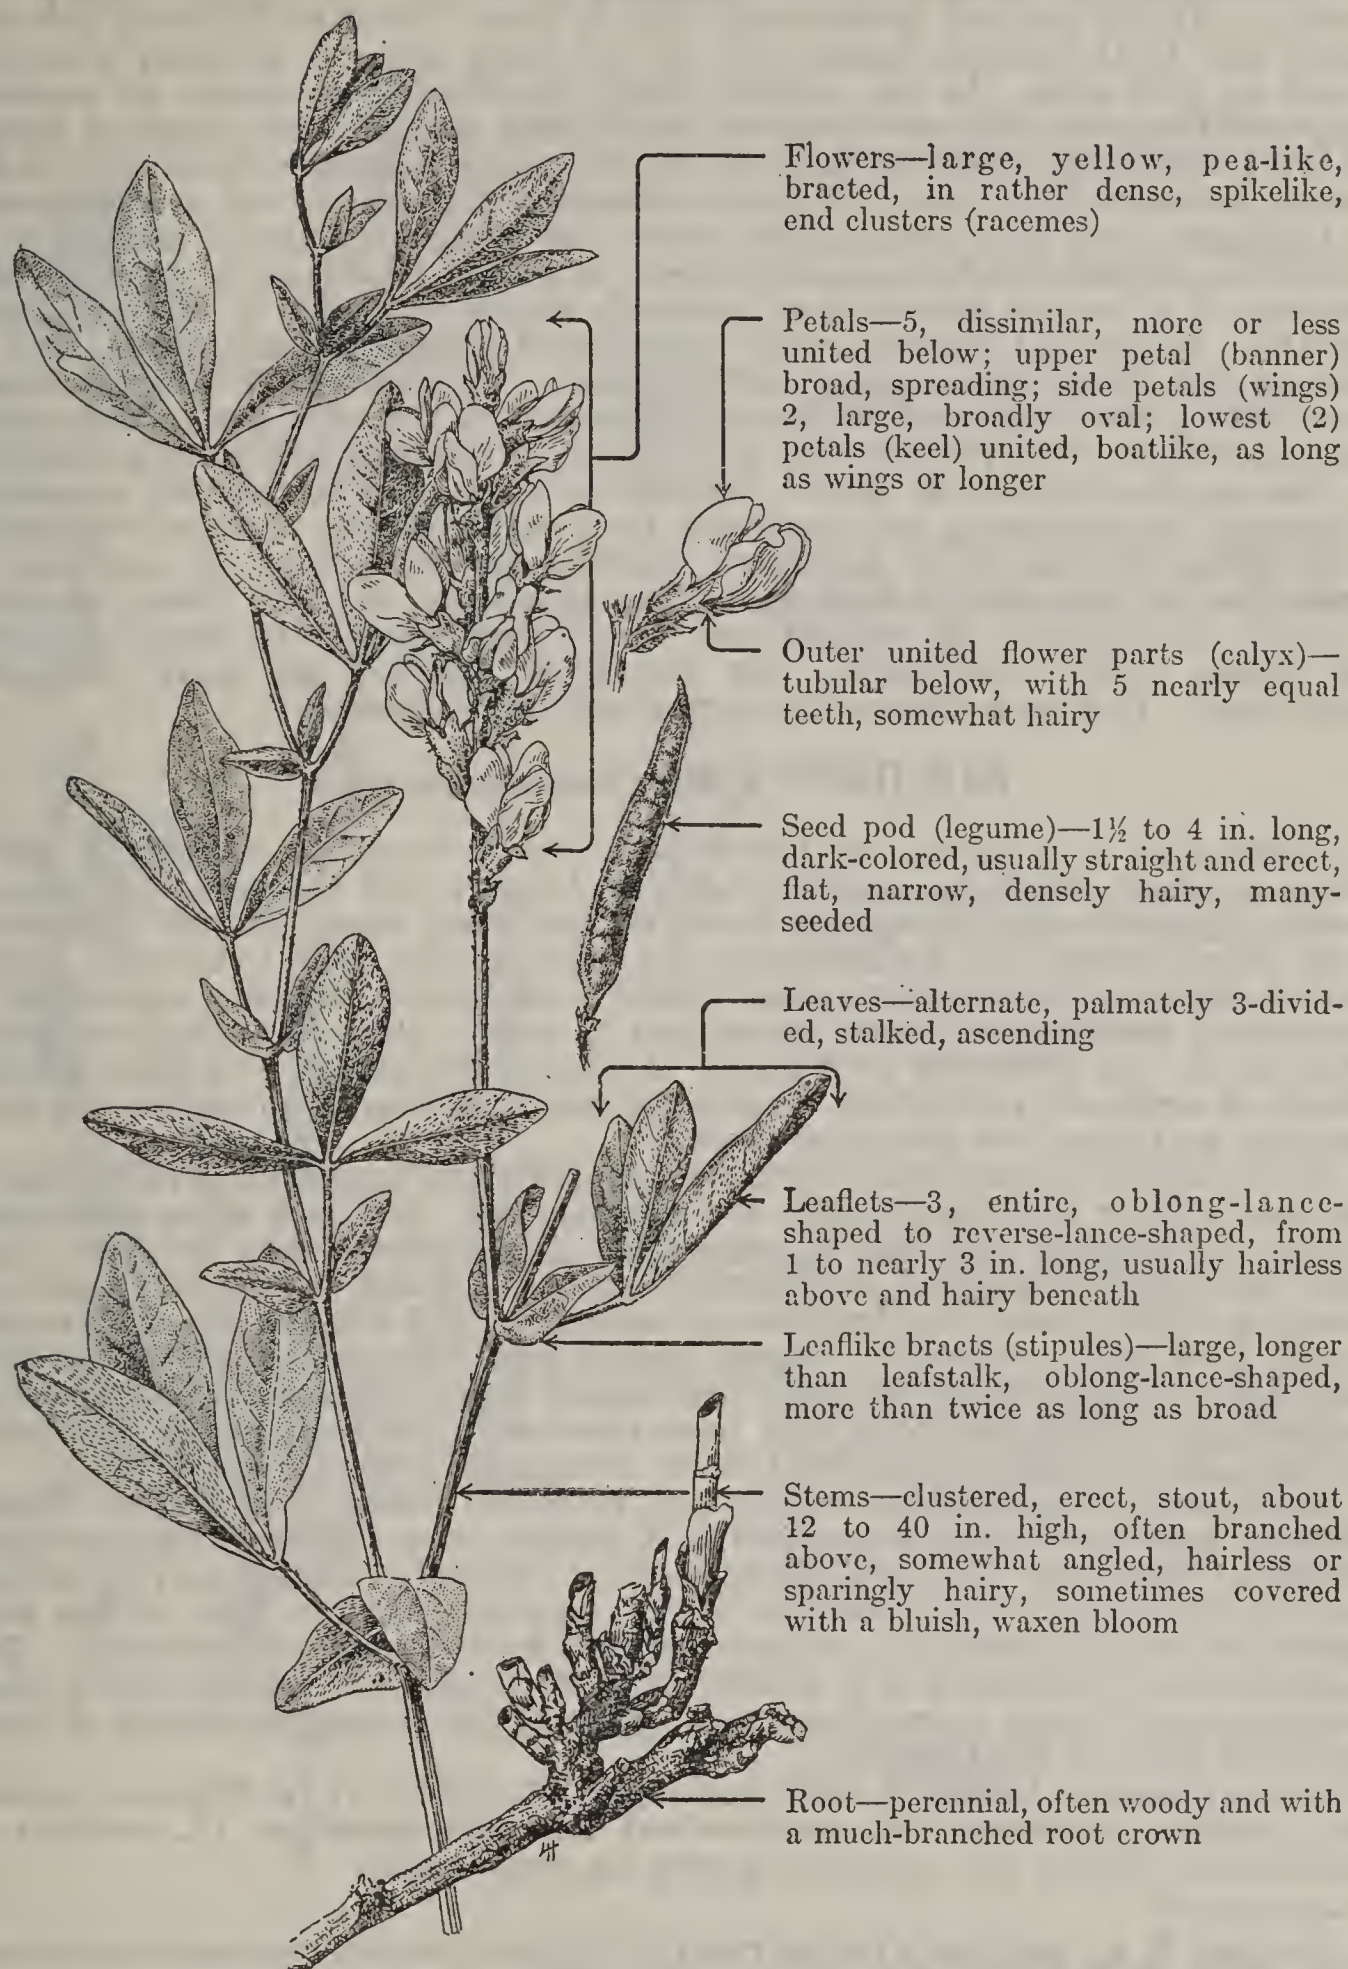 Flowers—large, yellow, pea-like,
bracted, in rather dense, spikelike,
end clusters (racemes)
Petals—5, dissimilar, more or less
united below; upper petal (banner)
broad, spreading; side petals (wings)
2, large, broadly oval; lowest (2)
petals (keel) united, boatlike, as long
as wings or longer
Outer united flower parts (calyx)—
tubular below, with 5 nearly equal
teeth, somewhat hairy
Seed pod (legume)—1½ to 4 in. long,
dark-colored, usually straight and erect,
flat, narrow, densely hairy, many-
seeded
Leaves—alternate, palmately 3-divid-
ed, stalked, ascending
Leaflets—3, entire, oblong-lance-
shaped to reverse-lance-shaped, from
1 to nearly 3 in. long, usually hairless
above and hairy beneath
Leaflike bracts (stipules)—large, longer
than leafstalk, oblong-lance-shaped,
more than twice as long as broad
Stems—clustered, erect, stout, about
12 to 40 in. high, often branched
above, somewhat angled, hairless or
sparingly hairy, sometimes covered
with a bluish, waxen bloom
Root—perennial, often woody and with
a much-branched root crown